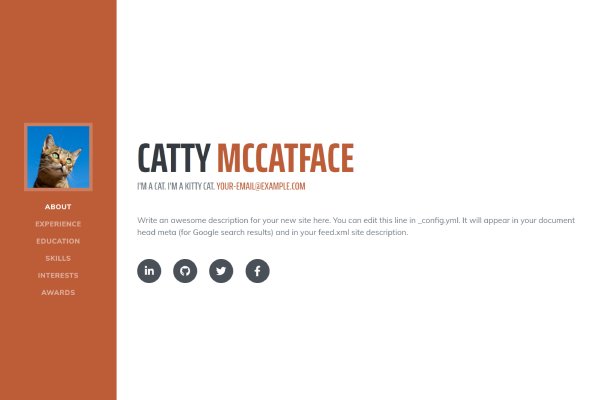 ABOUT
EXPERIENCE
EDUCATION
SKILLS
INTERESTS
AWARDS
CATTY MCCATFACE
I'M A CAT. I'M A KITTY CAT. YOUR-EMAIL@EXAMPLE.COM
Write an awesome description for your new site here. You can edit this line in _config.yml. It will appear in your document
head meta (for Google search results) and in your feed.xml site description.